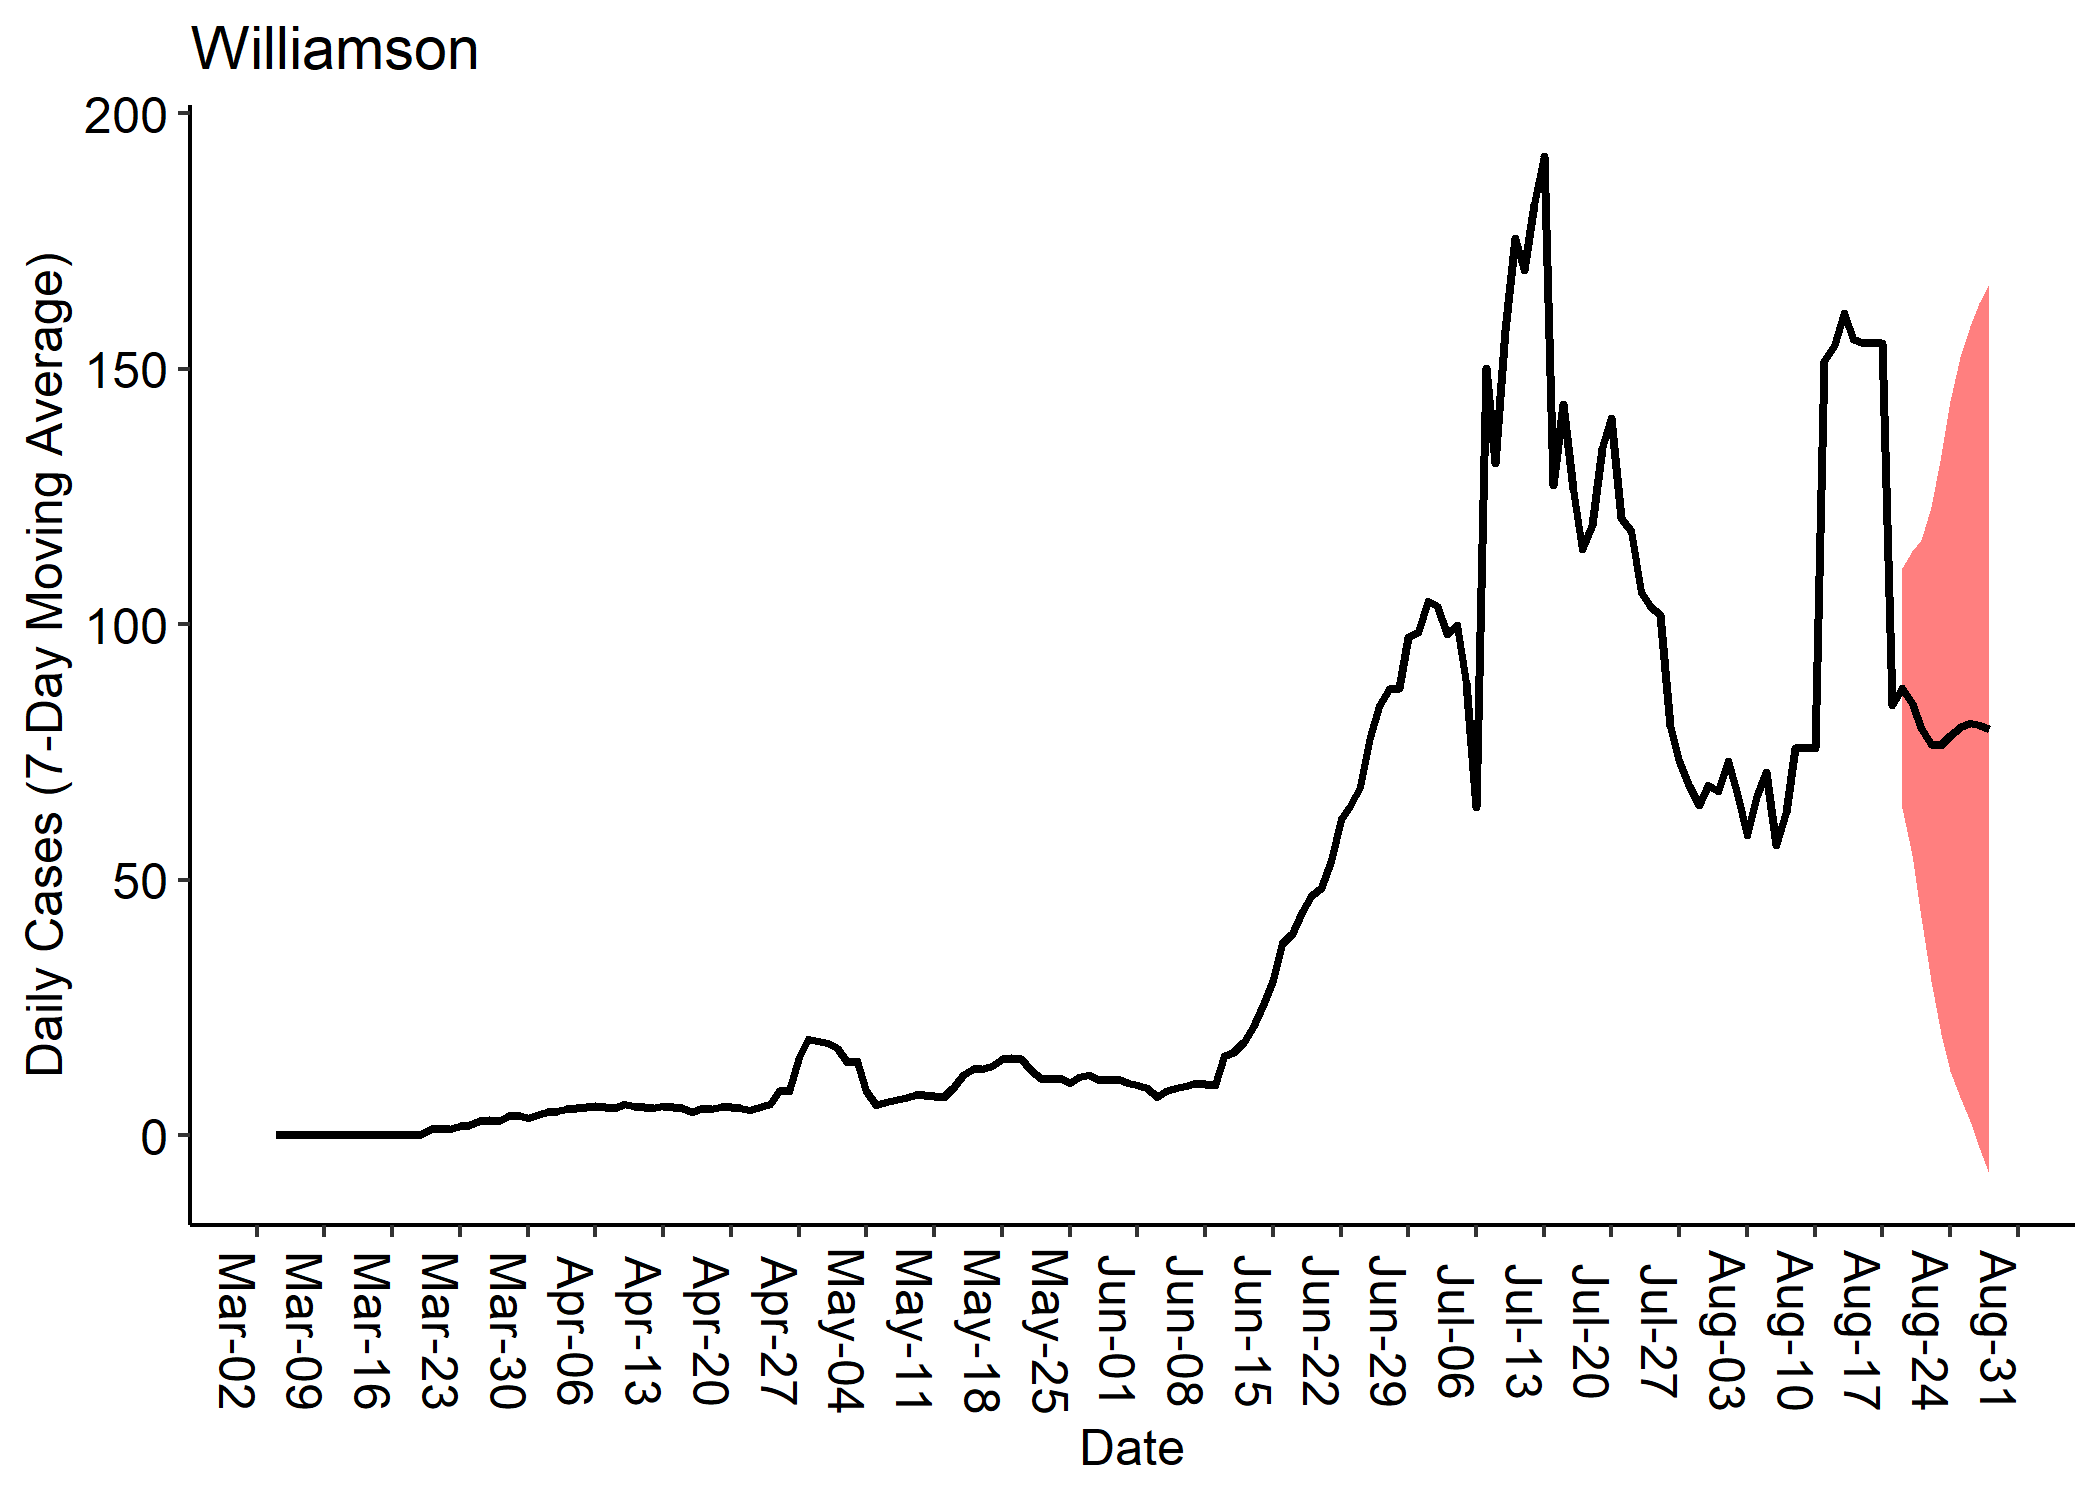 Williamson
200
150
100
50
0
Daily Cases (7-Day Moving Average)
Mar-02
Mar-09
Mar-16
Mar-23
Mar-30
Apr-06
Apr-13
Apr-20
Apr-27
May-04
May-11
May-18
May-25
Jun-01
Jun-08
Jun-15
Jun-22
Jun-29
Jul-06
Jul-13
Jul-20
Jul-27
Aug-03
Aug-10
Aug-17
Aug-24
Aug-31
Date